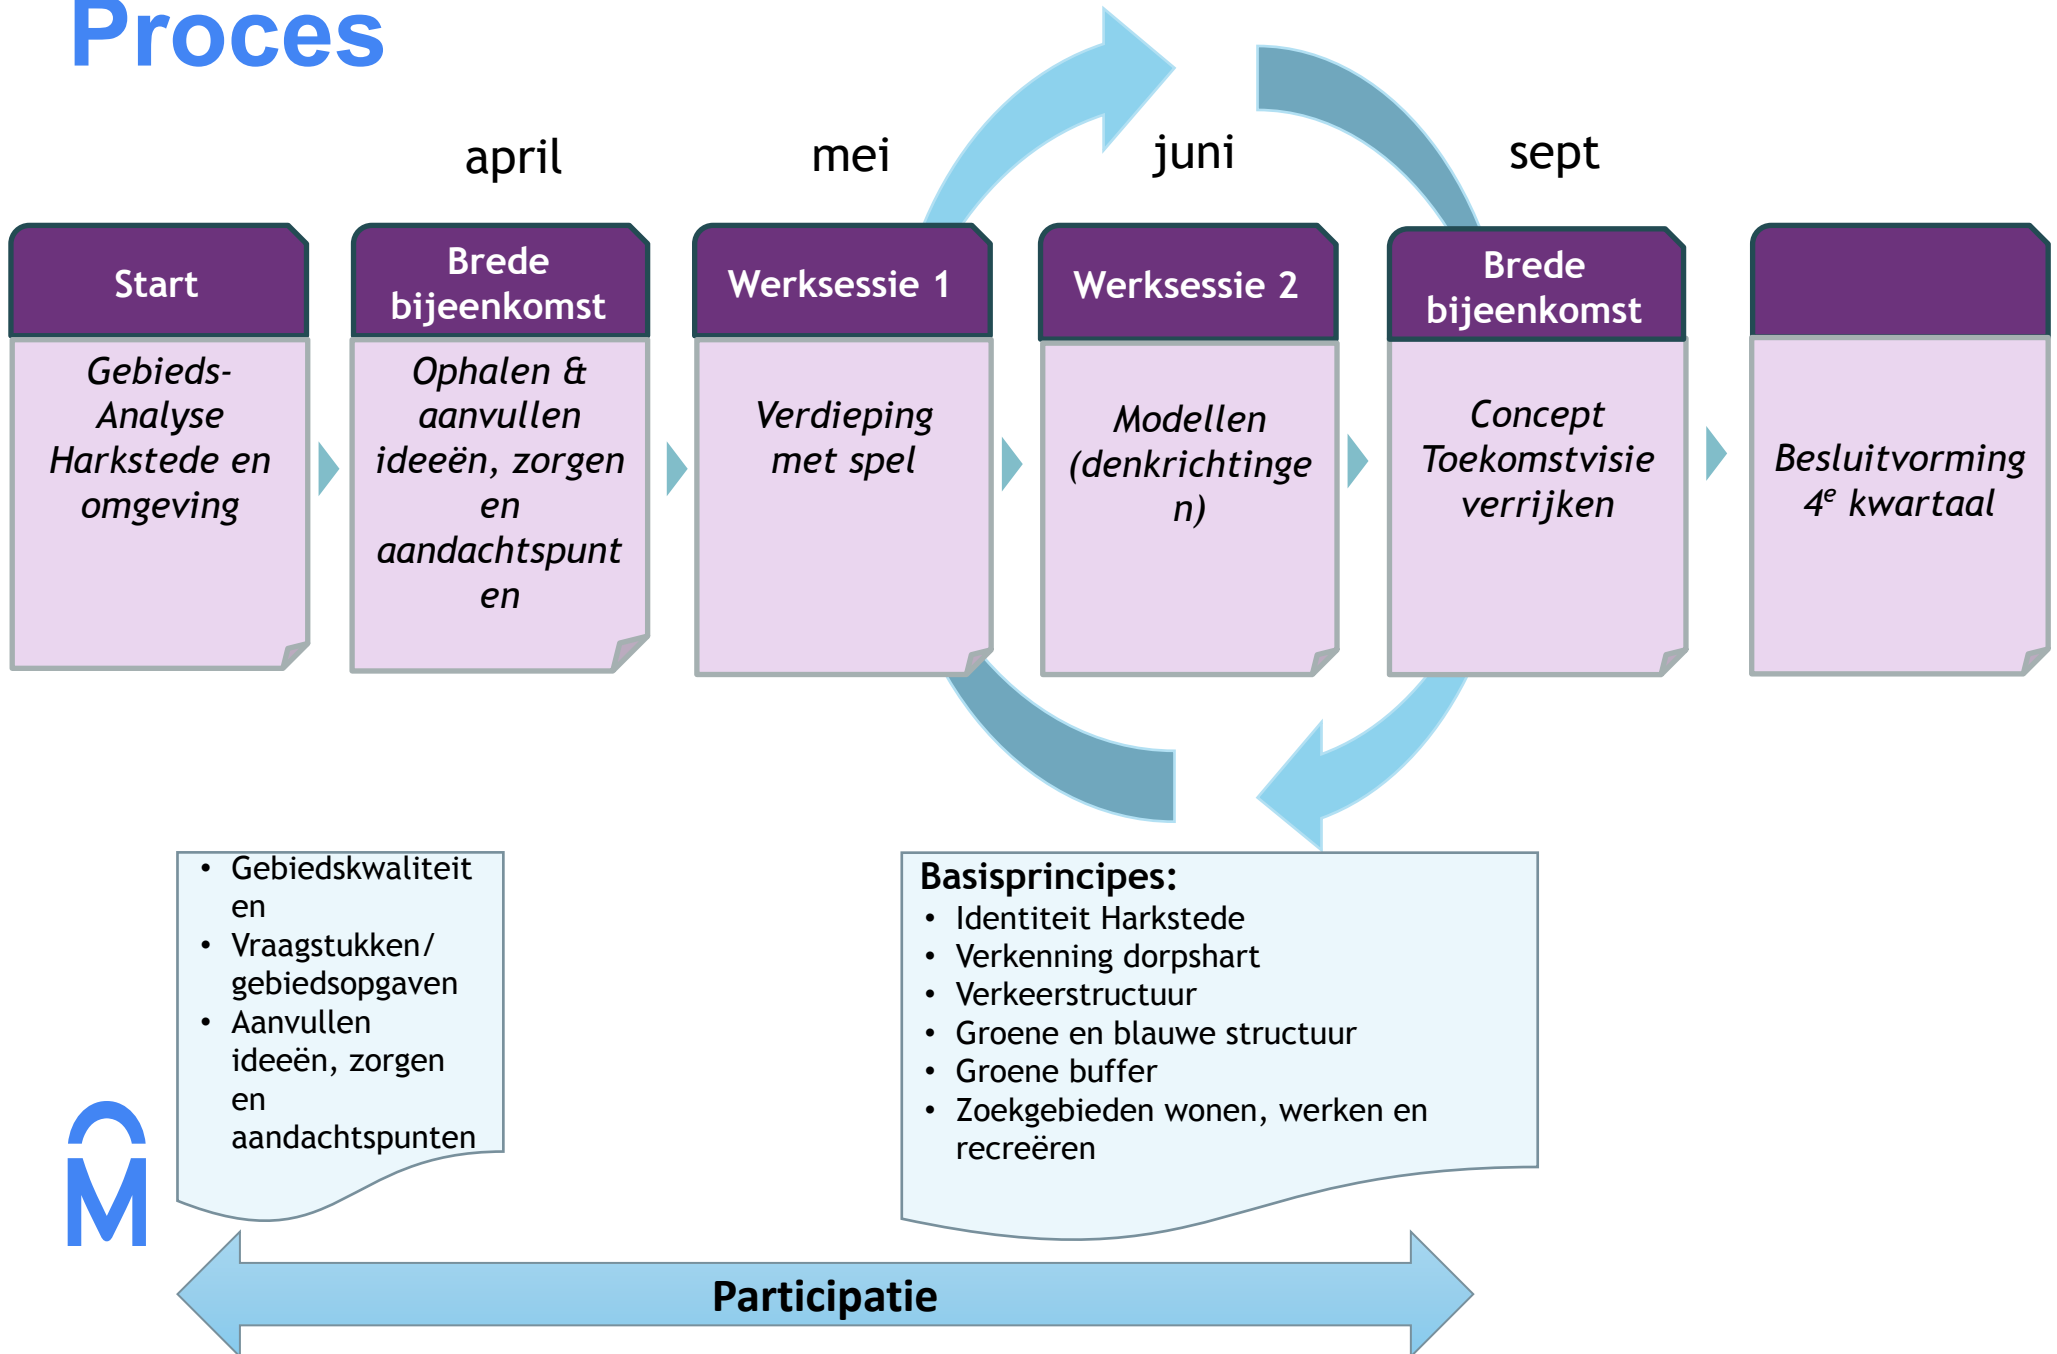 Proces
april
mei
juni
sept
Start
Gebieds-
Analyse
Harkstede en
omgeving
Brede
bijeenkomst
Ophalen &
aanvullen
ideeën, zorgen
en
aandachtspunt
en
Werksessie 1
Verdieping
met spel
Werksessie 2
Modellen
(denkrichtinge
n)
Brede
bijeenkomst
Concept
Toekomstvisie
verrijken
Besluitvorming
4e kwartaal
• Gebiedskwaliteit
en
• Vraagstukken/
gebiedsopgaven
• Aanvullen
ideeën, zorgen
en
aandachtspunten
Basisprincipes:
• Identiteit Harkstede
• Verkenning dorpshart
• Verkeerstructuur
• Groene en blauwe structuur
• Groene buffer
• Zoekgebieden wonen, werken en
recreëren
M
Participatie